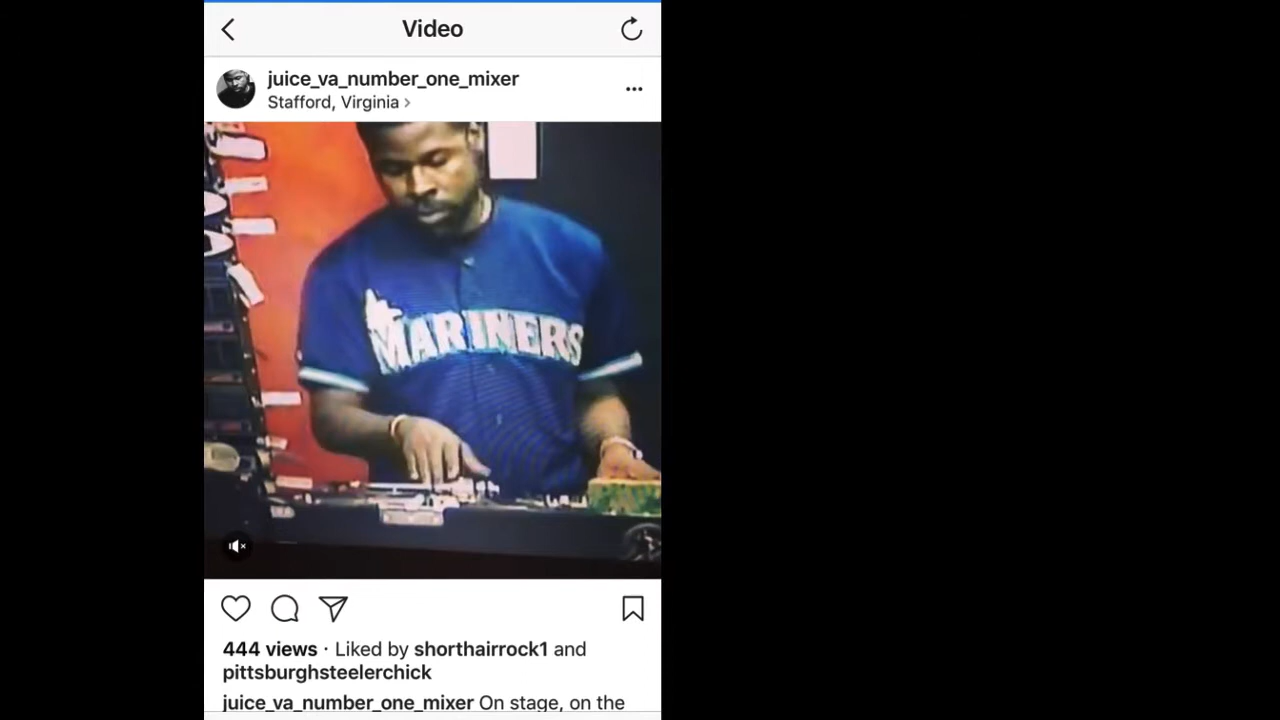 Video
juice_va_number_one_mixer
Stafford, Virginia >
MARINERS
444 views · Liked by shorthairrock1 and
pittsburghsteelerchick
juice_va_number_one_mixer On stage, on the